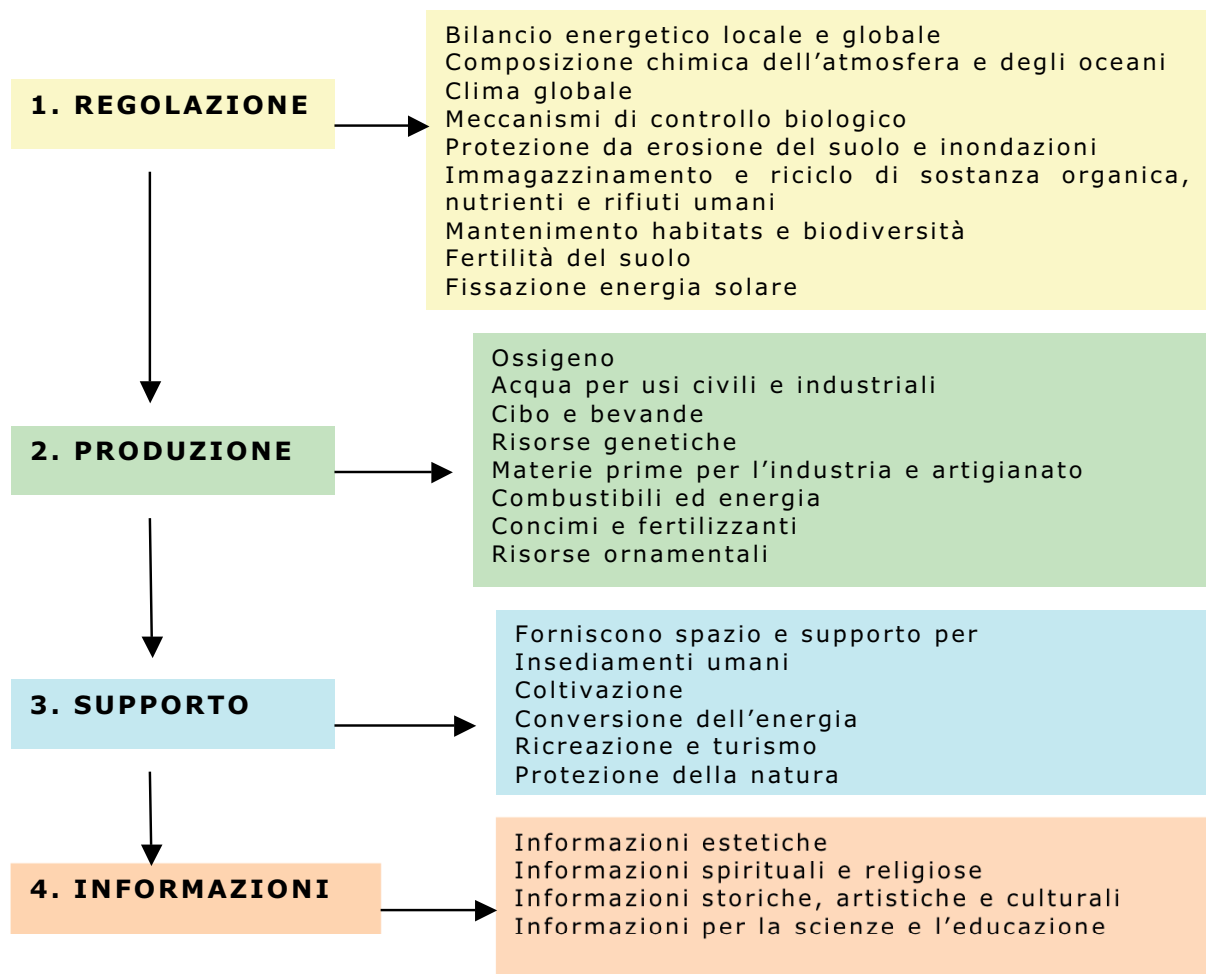 1. REGOLAZIONE
Bilancio energetico locale e globale
Composizione chimica dell’atmosfera e degli oceani
Clima globale
Meccanismi di controllo biologico
Protezione da erosione del suolo e inondazioni
Immagazzinamento e riciclo di sostanza organica,
nutrienti e rifiuti umani
Mantenimento habitats e biodiversità
Fertilità del suolo
Fissazione energia solare
2. PRODUZIONE
Ossigeno
Acqua per usi civili e industriali
Cibo e bevande
Risorse genetiche
Materie prime per l’industria e artigianato
Combustibili ed energia
Concimi e fertilizzanti
Risorse ornamentali
3. SUPPORTO
Forniscono spazio e supporto per
Insediamenti umani
Coltivazione
Conversione dell’energia
Ricreazione e turismo
Protezione della natura
4. INFORMAZIONI
Informazioni estetiche
Informazioni spirituali e religiose
Informazioni storiche, artistiche e culturali
Informazioni per la scienze e l’educazione